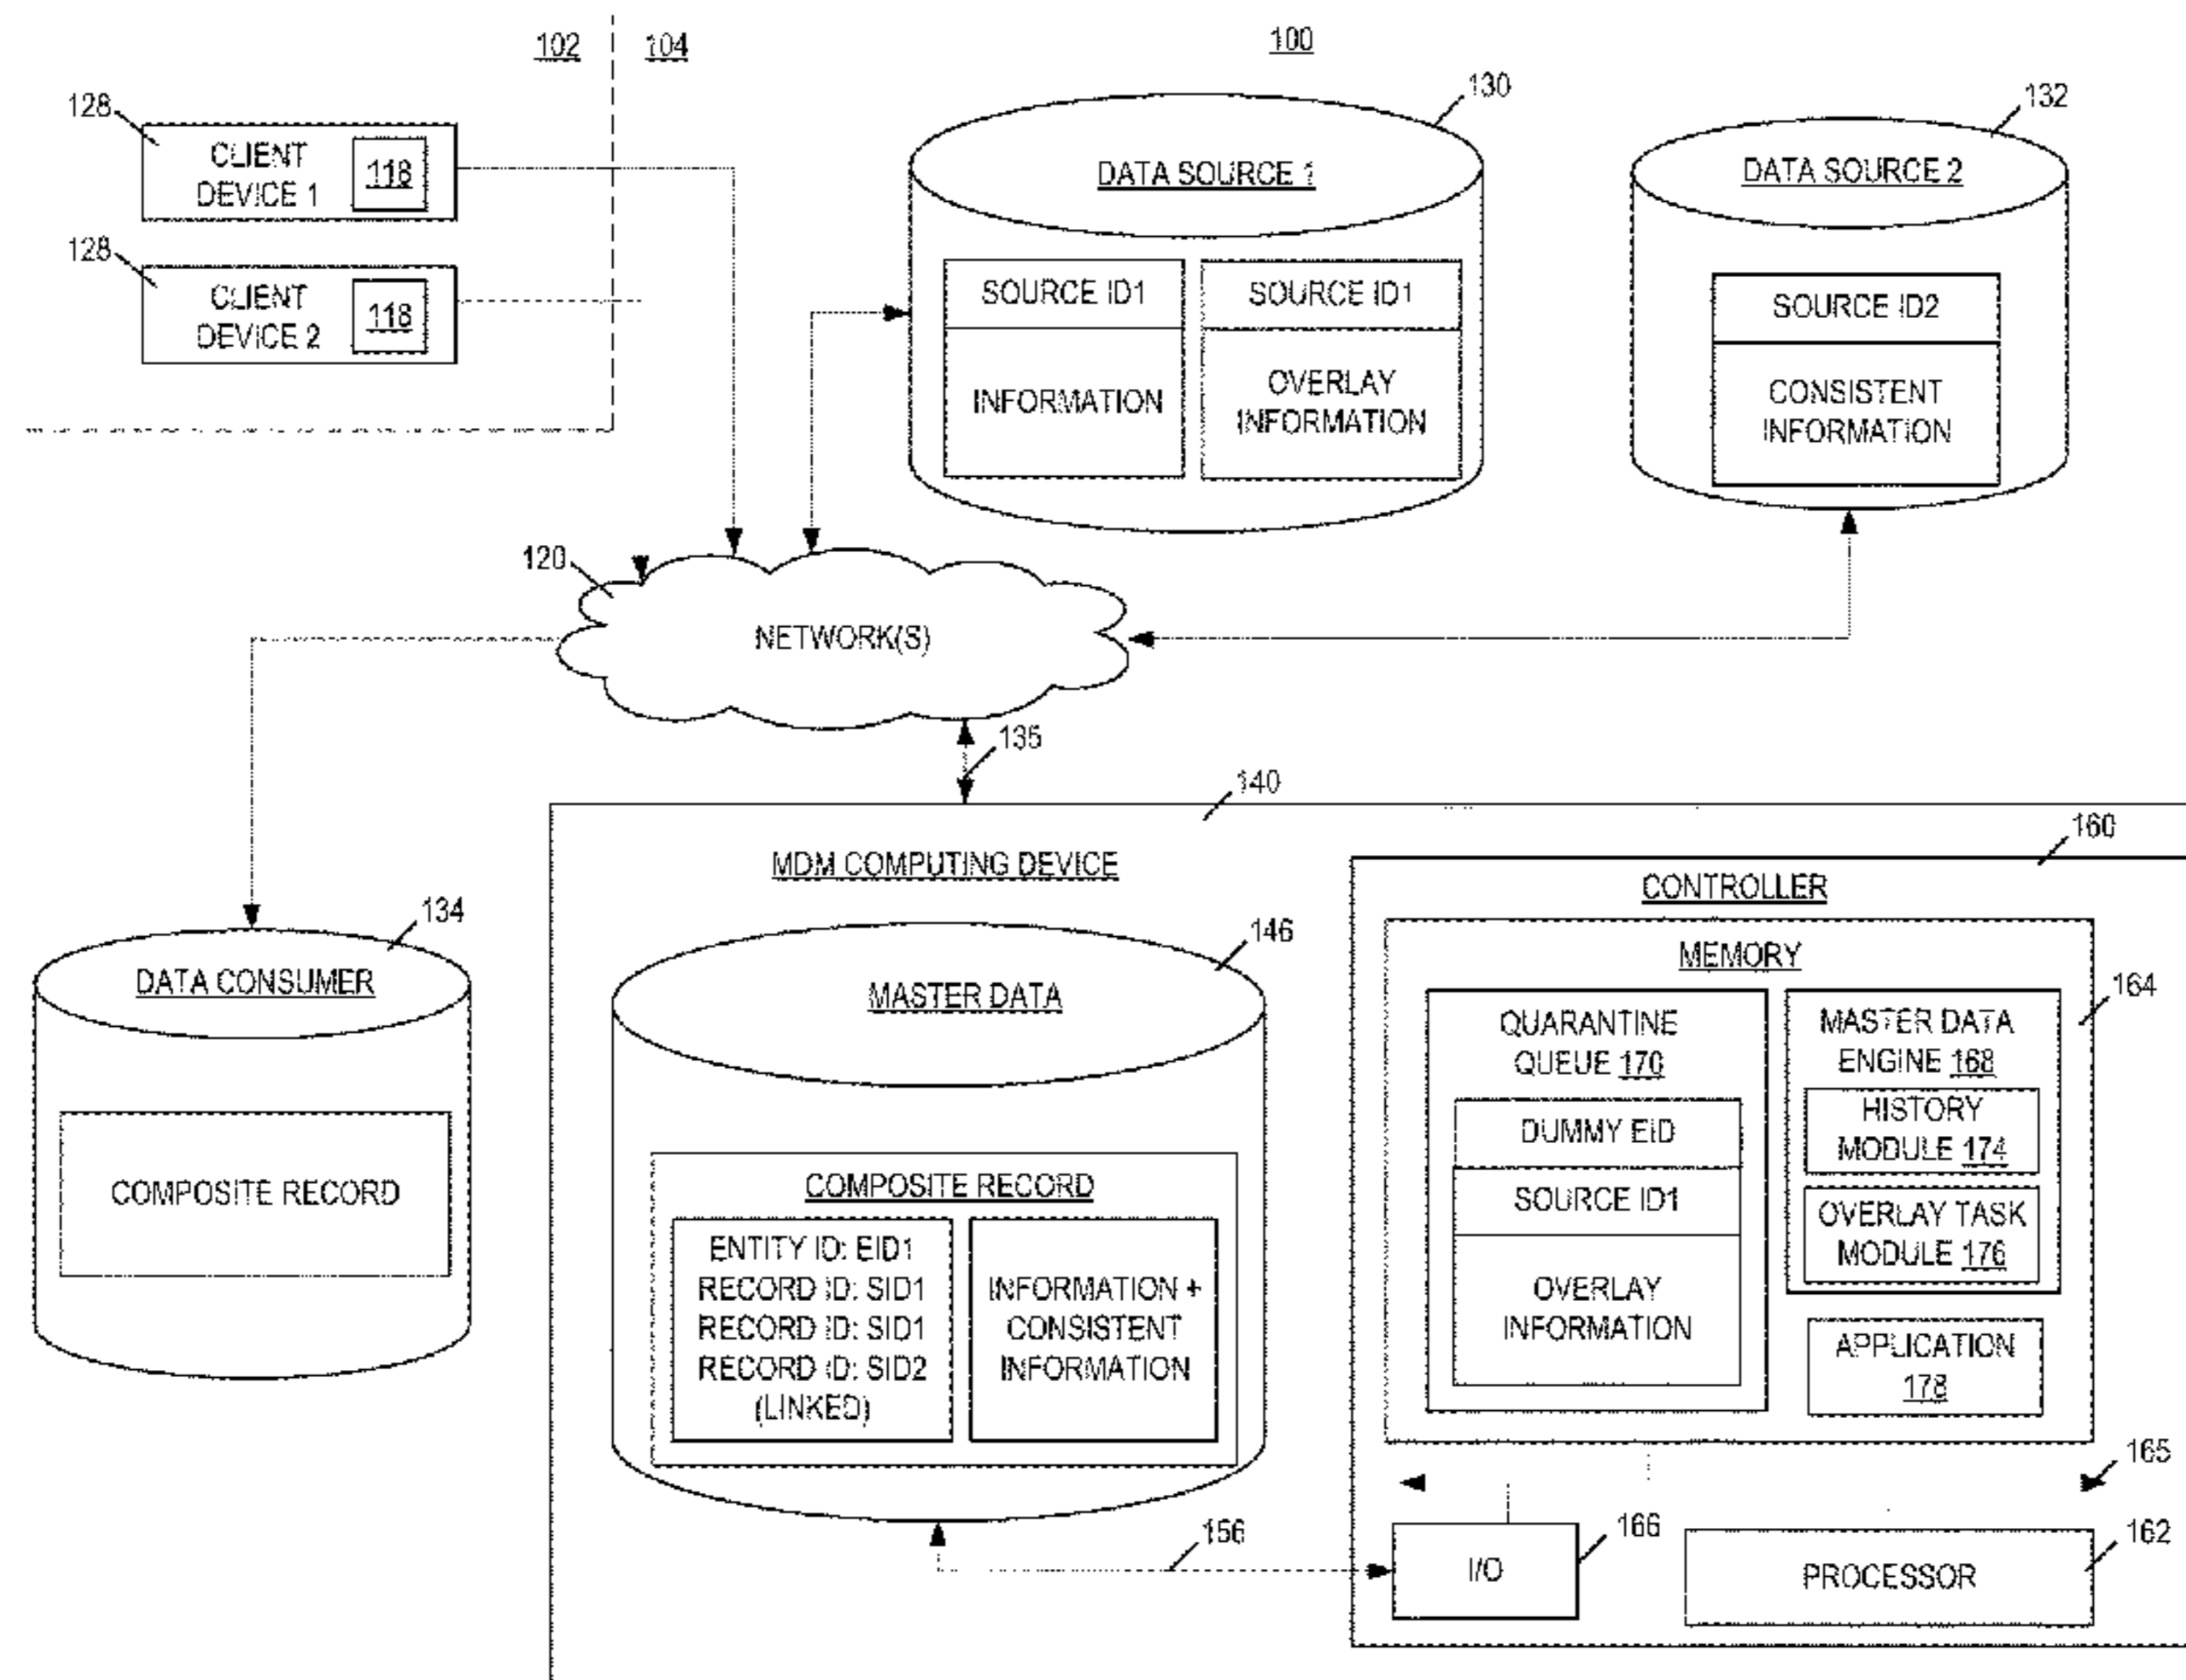 102
104
100
128
CLIENT
DEVICE 1
118
128
CLIENT
DEVICE 2
118
130
DATA SOURCE 1
SOURCE ID1
INFORMATION
SOURCE ID1
OVERLAY
INFORMATION
132
DATA SOURCE 2
SOURCE ID2
CONSISTENT
INFORMATION
120
NETWORK(S)
135
134
DATA CONSUMER
COMPOSITE RECORD
140
MDM COMPUTING DEVICE
146
MASTER DATA
COMPOSITE RECORD
ENTITY ID: EID1
RECORD ID: SID1
RECORD ID: SID1
RECORD ID: SID2
(LINKED)
INFORMATION +
CONSISTENT
INFORMATION
156
160
CONTROLLER
MEMORY
164
QUARANTINE
QUEUE 170
DUMMY EID
SOURCE ID1
OVERLAY
INFORMATION
MASTER DATA
ENGINE 168
HISTORY
MODULE 174
OVERLAY TASK
MODULE 176
APPLICATION
178
165
I/O
166
PROCESSOR
162